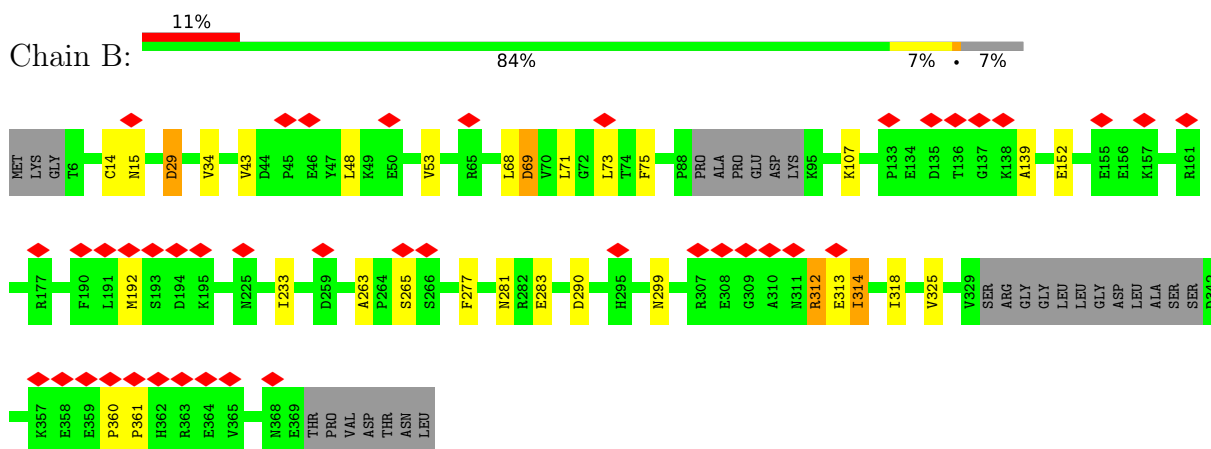 11%
Chain B:
84% 7% • 7%
MET LYS GLY T6 C14 N15 D29 V34 V43 D44 P45 E46 Y47 L48 K49 E50 V53 R65 L68 D69 V70 L71 G72 L73 T74 F75 P88 PRO ALA PRO GLU ASP LYS K95 K107 P133 E134 D135 T136 G137 K138 A139 E152 E155 E156 K157 R161
R177 F190 L191 M192 S193 D194 K195 N225 I233 D259 A263 P264 S265 S266 F277 N281 R282 E283 D290 H295 N299 R307 E308 G309 A310 N311 R312 E313 I314 I318 V325 V329 SER ARG GLY GLY LEU LEU GLY ASP LEU ALA SER SER
K357 E358 E359 P360 P361 H362 R363 E364 V365 N368 E369 THR PRO VAL ASP THR ASN LEU